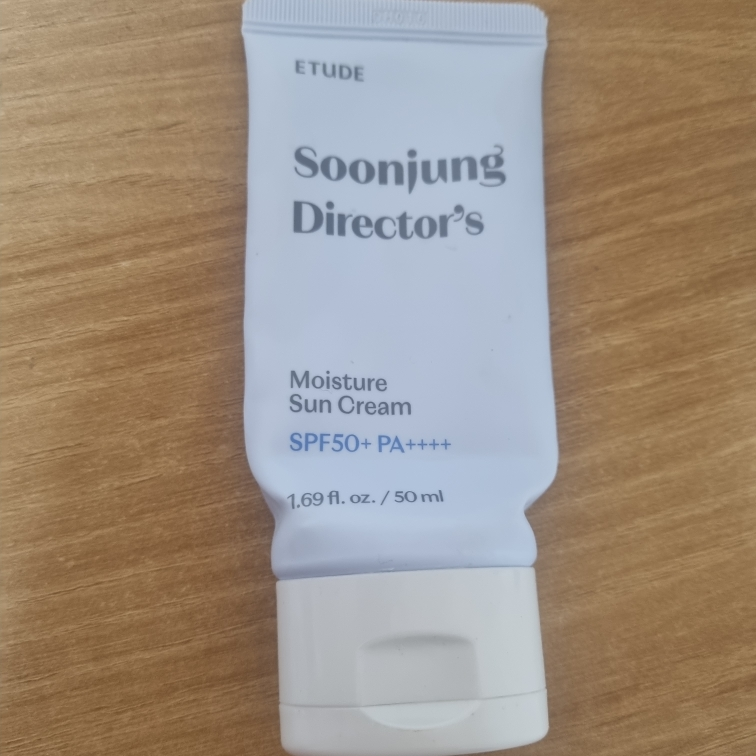 ETUDE
Soonjung
Director's
Moisture
Sun Cream
SPF50+ PA++++
1.69 fl. oz. / 50 ml